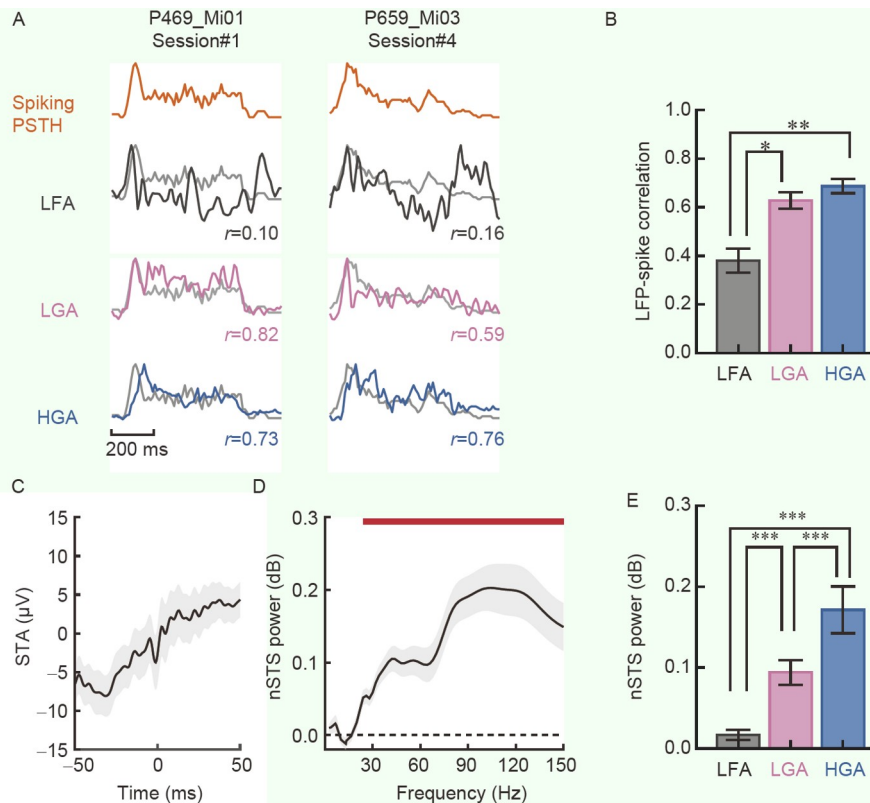 A
P469_Mi01
Session#1
P659_Mi03
Session#4
Spiking
PSTH
LFA
r=0.10
r=0.16
LGA
r=0.82
r=0.59
HGA
r=0.73
r=0.76
200 ms
B
LFP-spike correlation
1.0
0.8
0.6
0.4
0.2
0.0
**
*
LFA
LGA
HGA
C
STA (μV)
15
10
5
0
−5
−10
−15
−50
0
50
Time (ms)
D
nSTS power (dB)
0.3
0.2
0.1
0.0
30
60
90
120
150
Frequency (Hz)
E
nSTS power (dB)
0.3
0.2
0.1
0.0
***
***
***
LFA
LGA
HGA